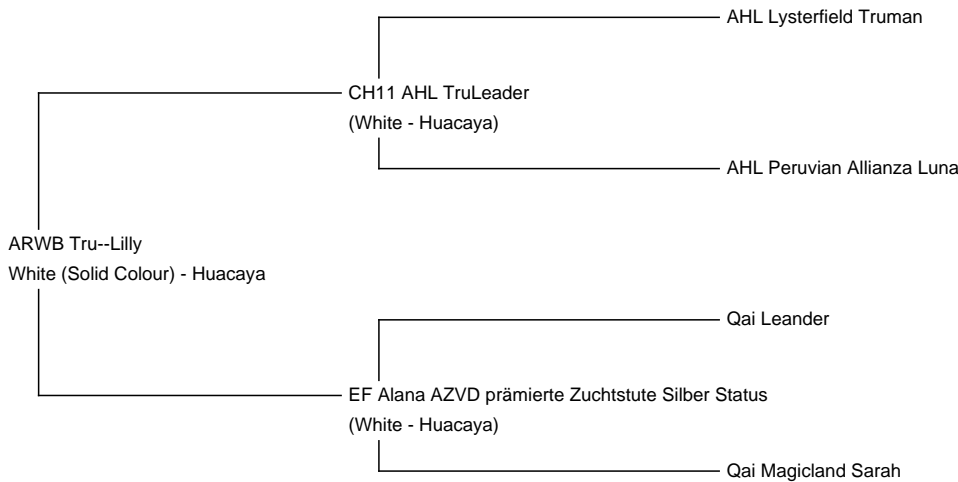 AHL Lysterfield Truman
CH11 AHL TruLeader
(White - Huacaya)
AHL Peruvian Allianza Luna
ARWB Tru--Lilly
White (Solid Colour) - Huacaya
Qai Leander
EF Alana AZVD prämierte Zuchtstute Silber Status
(White - Huacaya)
Qai Magicland Sarah